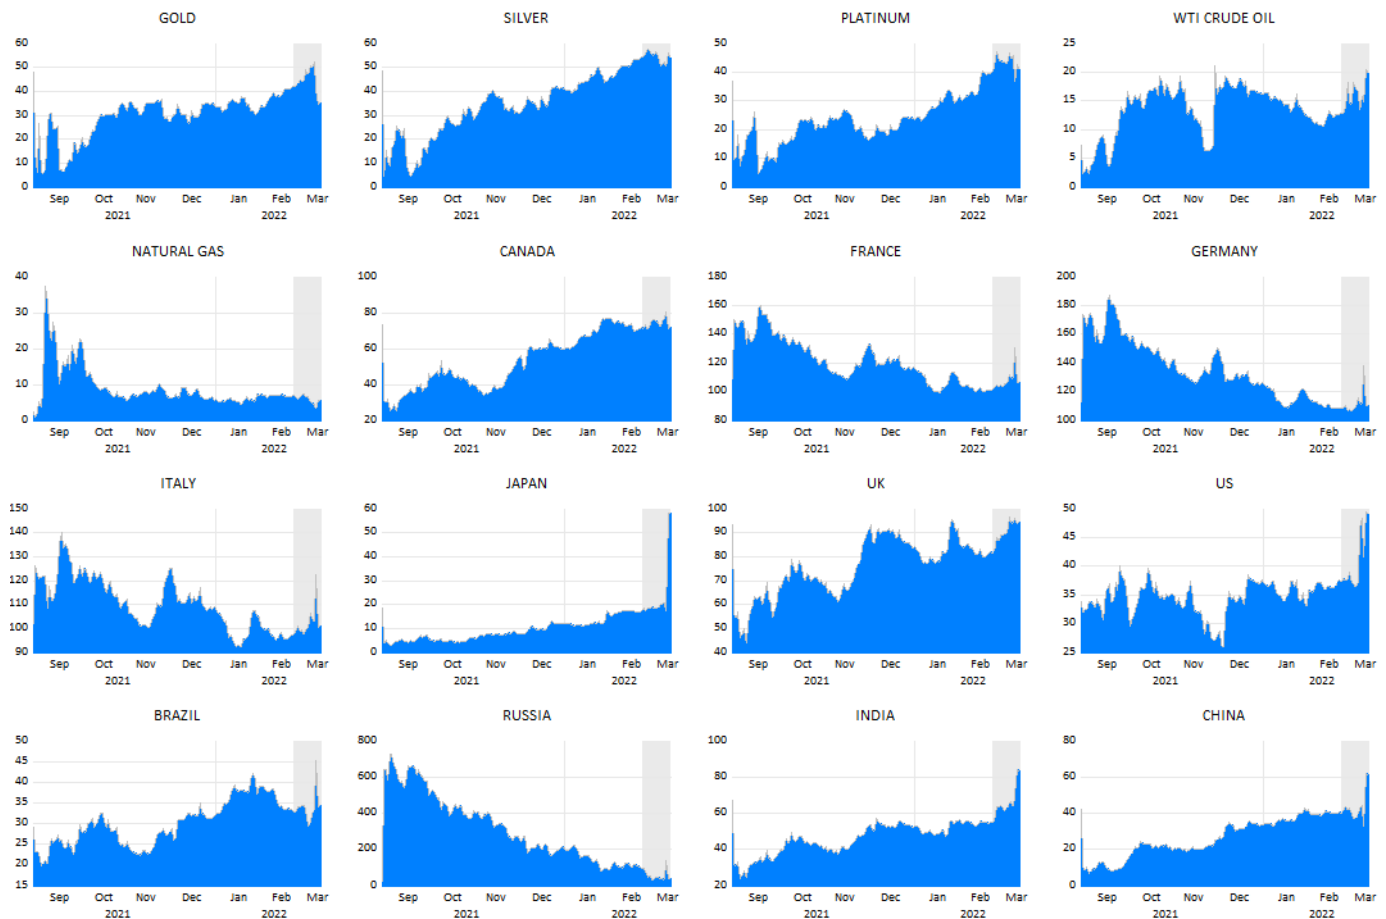 GOLD SILVER PLATINUM WTI CRUDE OIL
60 60 50 25
50 50 40 20
40 40 30 15
30 30 20 10
20 20 10 5
10 10 0 0
0 0
Sep Oct Nov Dec Jan Feb Mar Sep Oct Nov Dec Jan Feb Mar Sep Oct Nov Dec Jan Feb Mar Sep Oct Nov Dec Jan Feb Mar
2021 2022 2021 2022 2021 2022 2021 2022
NATURAL GAS CANADA FRANCE GERMANY
40 100 180 200
30 80 160 180
20 60 140 160
10 40 120 140
0 20 100 120
80 100
Sep Oct Nov Dec Jan Feb Mar Sep Oct Nov Dec Jan Feb Mar Sep Oct Nov Dec Jan Feb Mar Sep Oct Nov Dec Jan Feb Mar
2021 2022 2021 2022 2021 2022 2021 2022
ITALY JAPAN UK US
150 60 100 50
140 50 90 45
130 40 80 40
120 30 70 35
110 20 60 30
100 10 50 25
90 0 40
Sep Oct Nov Dec Jan Feb Mar Sep Oct Nov Dec Jan Feb Mar Sep Oct Nov Dec Jan Feb Mar Sep Oct Nov Dec Jan Feb Mar
2021 2022 2021 2022 2021 2022 2021 2022
BRAZIL RUSSIA INDIA CHINA
50 800 100 80
45 600 80 60
40 400 60 40
35 200 40 20
30 0 20 0
25
20
15
Sep Oct Nov Dec Jan Feb Mar Sep Oct Nov Dec Jan Feb Mar Sep Oct Nov Dec Jan Feb Mar Sep Oct Nov Dec Jan Feb Mar
2021 2022 2021 2022 2021 2022 2021 2022